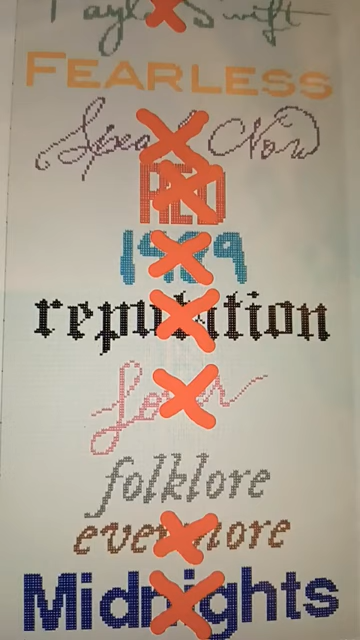 Taylor Swift
FEARLESS
Speak Now
RED
1989
reputation
Lover
folklore
evermore
Midnights